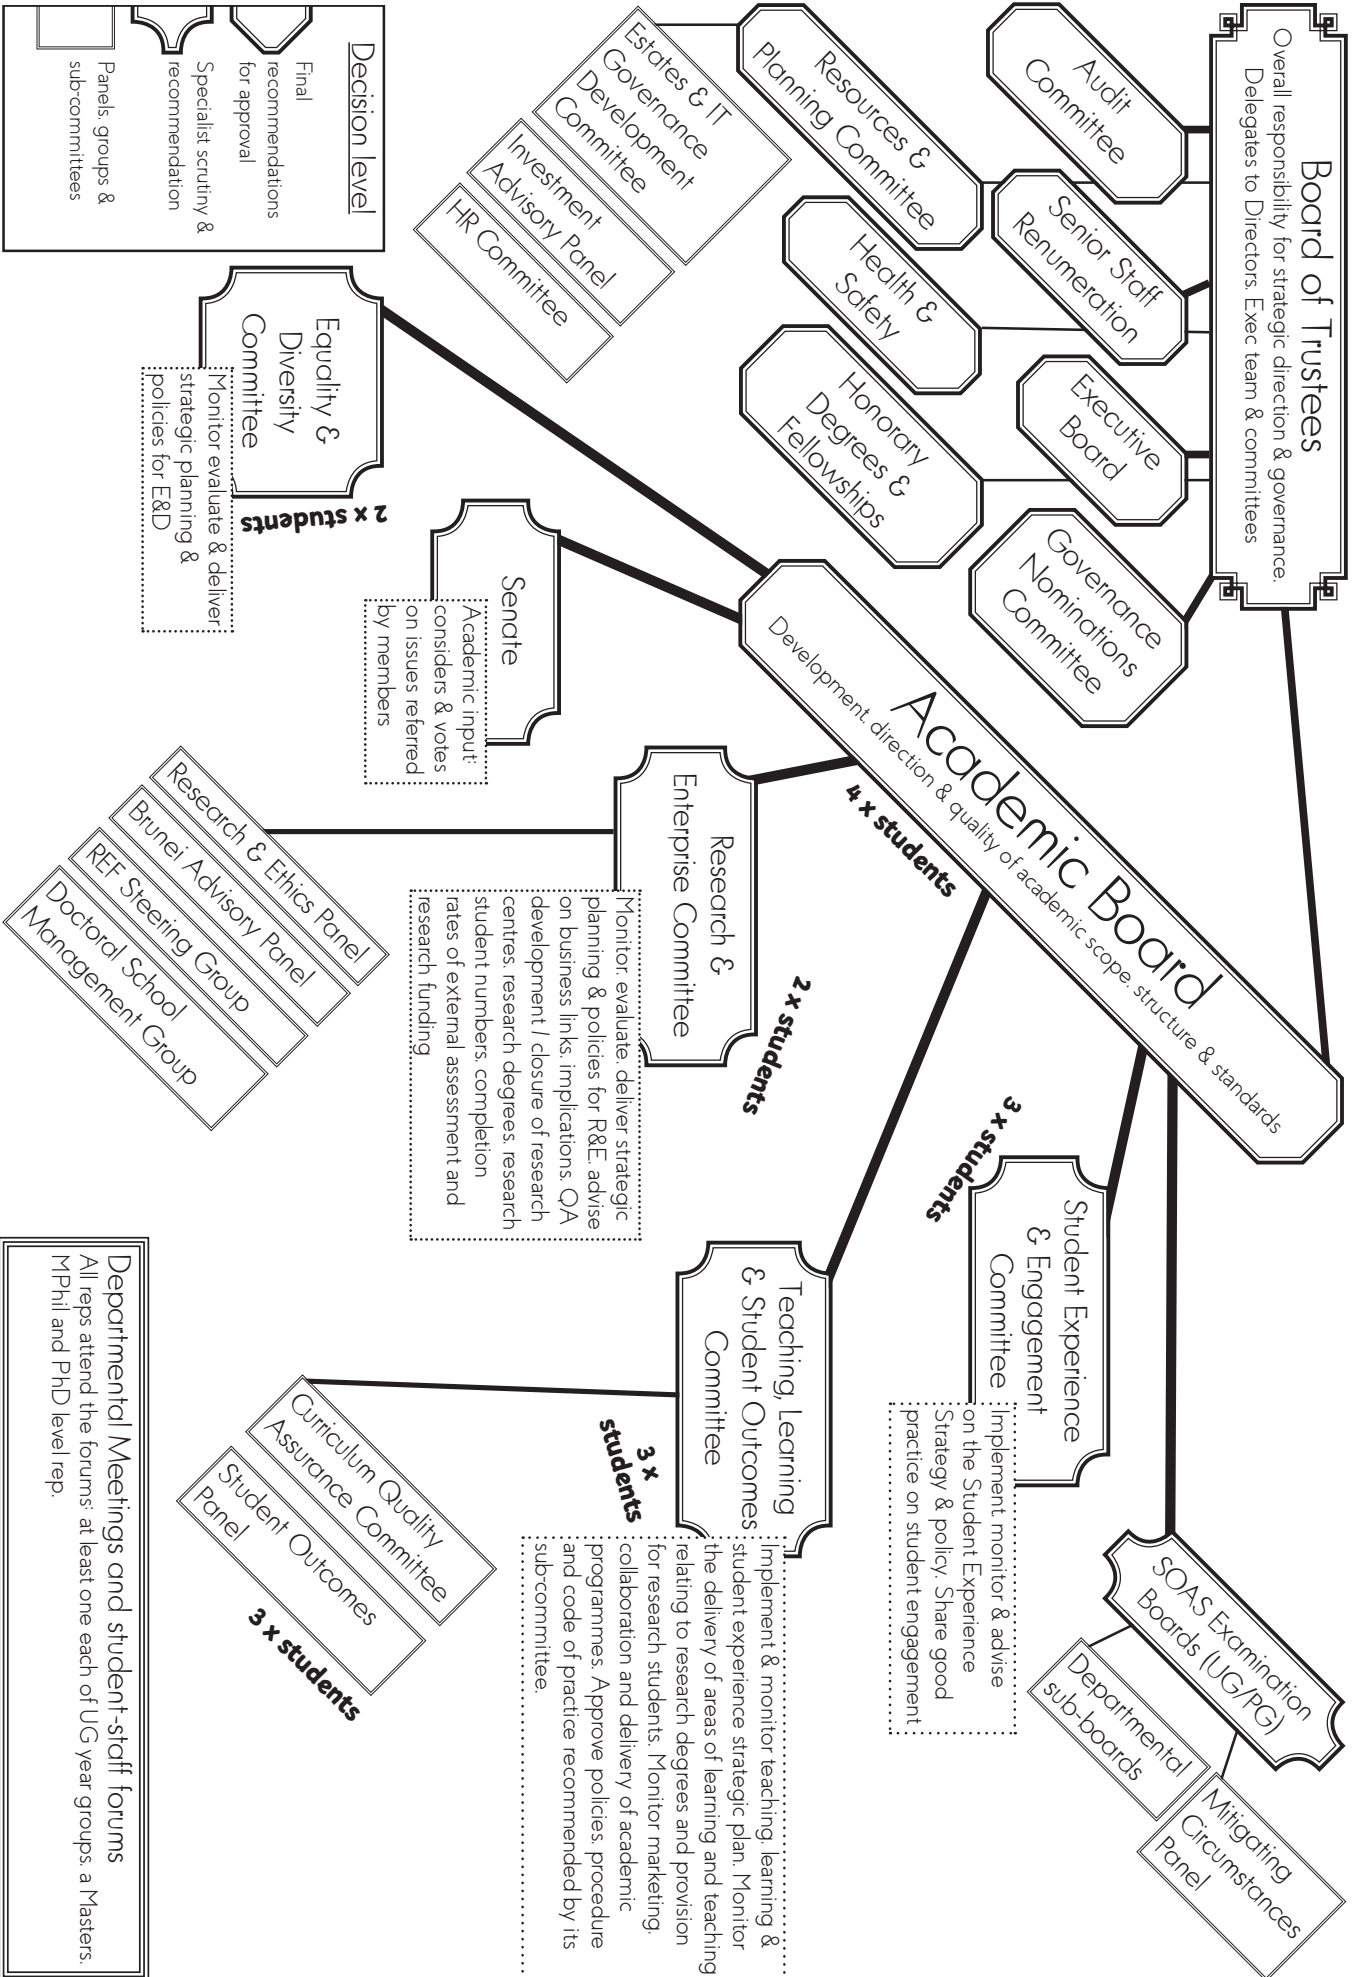 Board of Trustees
Overall responsibility for strategic direction & governance.
Delegates to Directors, Exec team & committees
Audit
Committee
Senior Staff
Renumeration
Executive
Board
Governance
Nominations
Committee
Resources &
Planning Committee
Health &
Safety
Honorary
Degrees &
Fellowships
Estates & IT
Governance
Development
Committee
Investment
Advisory Panel
HR Committee
Decision level
Final
recommendations
for approval
Specialist scrutiny &
recommendation
Panels, groups &
sub-committees
Academic Board
Development, direction & quality of academic scope, structure & standards
4 x students
Equality &
Diversity
Committee
Monitor evaluate & deliver
strategic planning &
policies for E&D
2 x students
Senate
Academic input:
considers & votes
on issues referred
by members
Research &
Enterprise Committee
2 x students
Monitor, evaluate, deliver strategic
planning & policies for R&E, advise
on business links, implications, QA
development / closure of research
centres, research degrees, research
student numbers, completion
rates of external assessment and
research funding
Research & Ethics Panel
Brunei Advisory Panel
REF Steering Group
Doctoral School
Management Group
Teaching, Learning
& Student Outcomes
Committee
3 x
students
Implement & monitor teaching, learning &
student experience strategic plan. Monitor
the delivery of areas of learning and teaching
relating to research degrees and provision
for research students. Monitor marketing,
collaboration and delivery of academic
programmes. Approve policies, procedure
and code of practice recommended by its
sub-committee.
Curriculum Quality
Assurance Committee
Student Outcomes
Panel
3 x students
Student Experience
& Engagement
Committee
3 x students
Implement, monitor & advise
on the Student Experience
Strategy & policy. Share good
practice on student engagement
SOAS Examination
Boards (UG/PG)
Departmental
sub-boards
Mitigating
Circumstances
Panel
Departmental Meetings and student-staff forums
All reps attend the forums: at least one each of UG year groups, a Masters,
MPhil and PhD level rep.